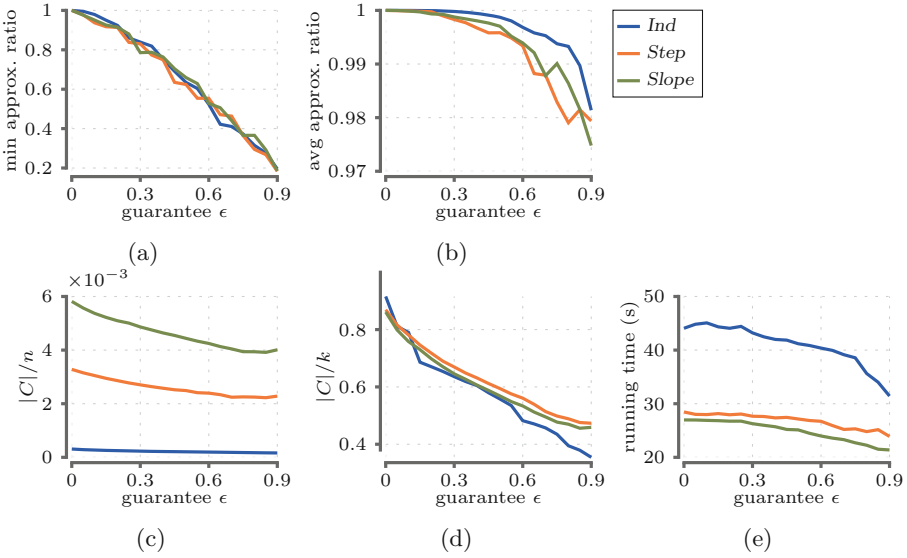 min approx. ratio
1
0.8
0.6
0.4
0.2
0
0.3
0.6
0.9
guarantee ϵ
(a)
avg approx. ratio
1
0.99
0.98
0.97
0
0.3
0.6
0.9
guarantee ϵ
(b)
Ind
Step
Slope
×10⁻³
|C|/n
6
4
2
0
0
0.3
0.6
0.9
guarantee ϵ
(c)
|C|/k
0.8
0.6
0.4
0
0.3
0.6
0.9
guarantee ϵ
(d)
running time (s)
50
40
30
20
0
0.3
0.6
0.9
guarantee ϵ
(e)